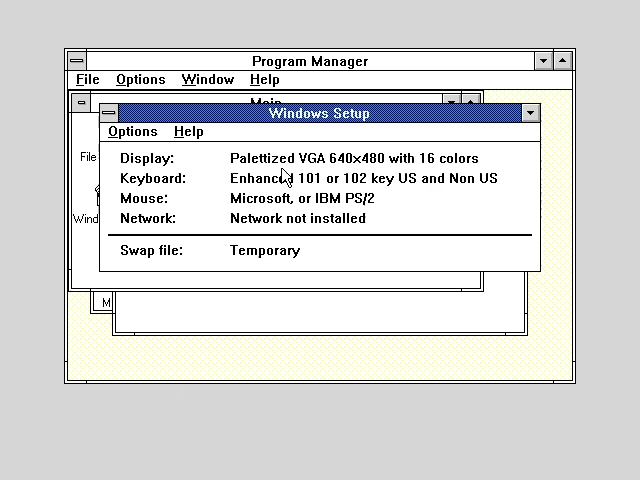 Program Manager
File Options Window Help
Main
Windows Setup
Options Help
Display: Palettized VGA 640x480 with 16 colors
File
Keyboard: Enhanced 101 or 102 key US and Non US
Mouse: Microsoft, or IBM PS/2
Network: Network not installed
Wind
Swap file: Temporary
M